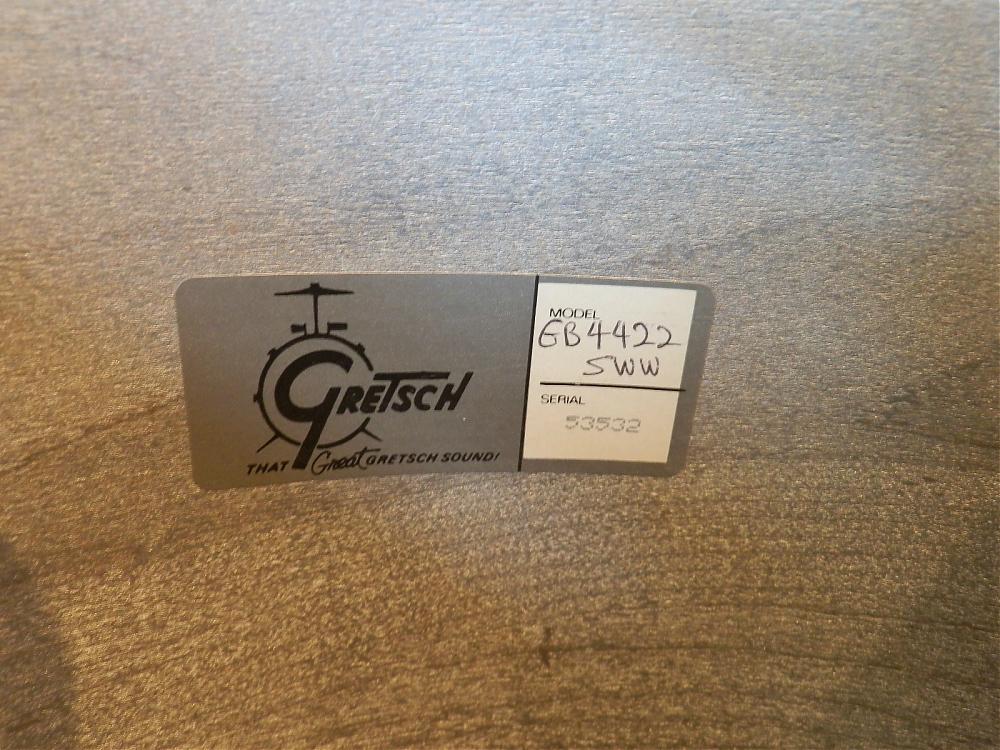 GRETSCH
THAT Great GRETSCH SOUND!
MODEL
GB4422
SWW
SERIAL
53532